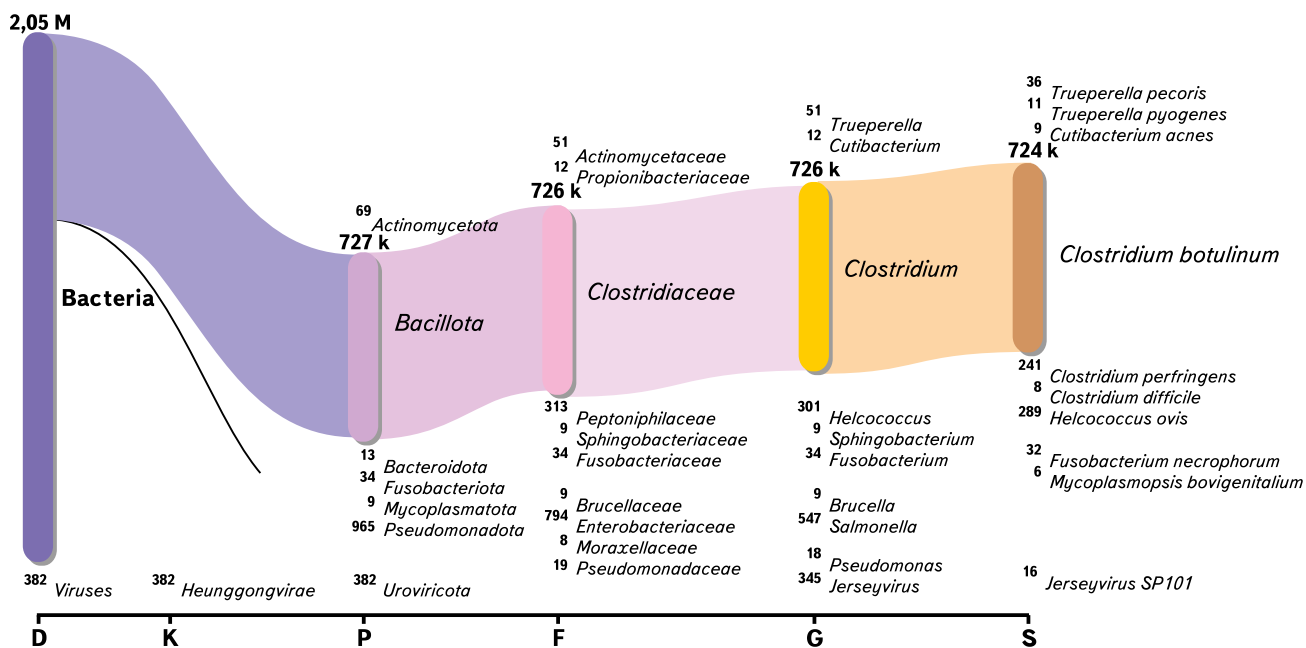 2,05 M
Bacteria
382 Viruses
382 Heunggongvirae
69 Actinomycetota
727 k
Bacillota
13 Bacteroidota
34 Fusobacteriota
9 Mycoplasmatota
965 Pseudomonadota
382 Uroviricota
51 Actinomycetaceae
12 Propionibacteriaceae
726 k
Clostridiaceae
313 Peptoniphilaceae
9 Sphingobacteriaceae
34 Fusobacteriaceae
9 Brucellaceae
794 Enterobacteriaceae
8 Moraxellaceae
19 Pseudomonadaceae
51 Trueperella
12 Cutibacterium
726 k
Clostridium
301 Helcococcus
9 Sphingobacterium
34 Fusobacterium
9 Brucella
547 Salmonella
18 Pseudomonas
345 Jerseyvirus
36 Trueperella pecoris
11 Trueperella pyogenes
9 Cutibacterium acnes
724 k
Clostridium botulinum
241 Clostridium perfringens
8 Clostridium difficile
289 Helcococcus ovis
32 Fusobacterium necrophorum
6 Mycoplasmopsis bovigenitalium
16 Jerseyvirus SP101
D K P F G S